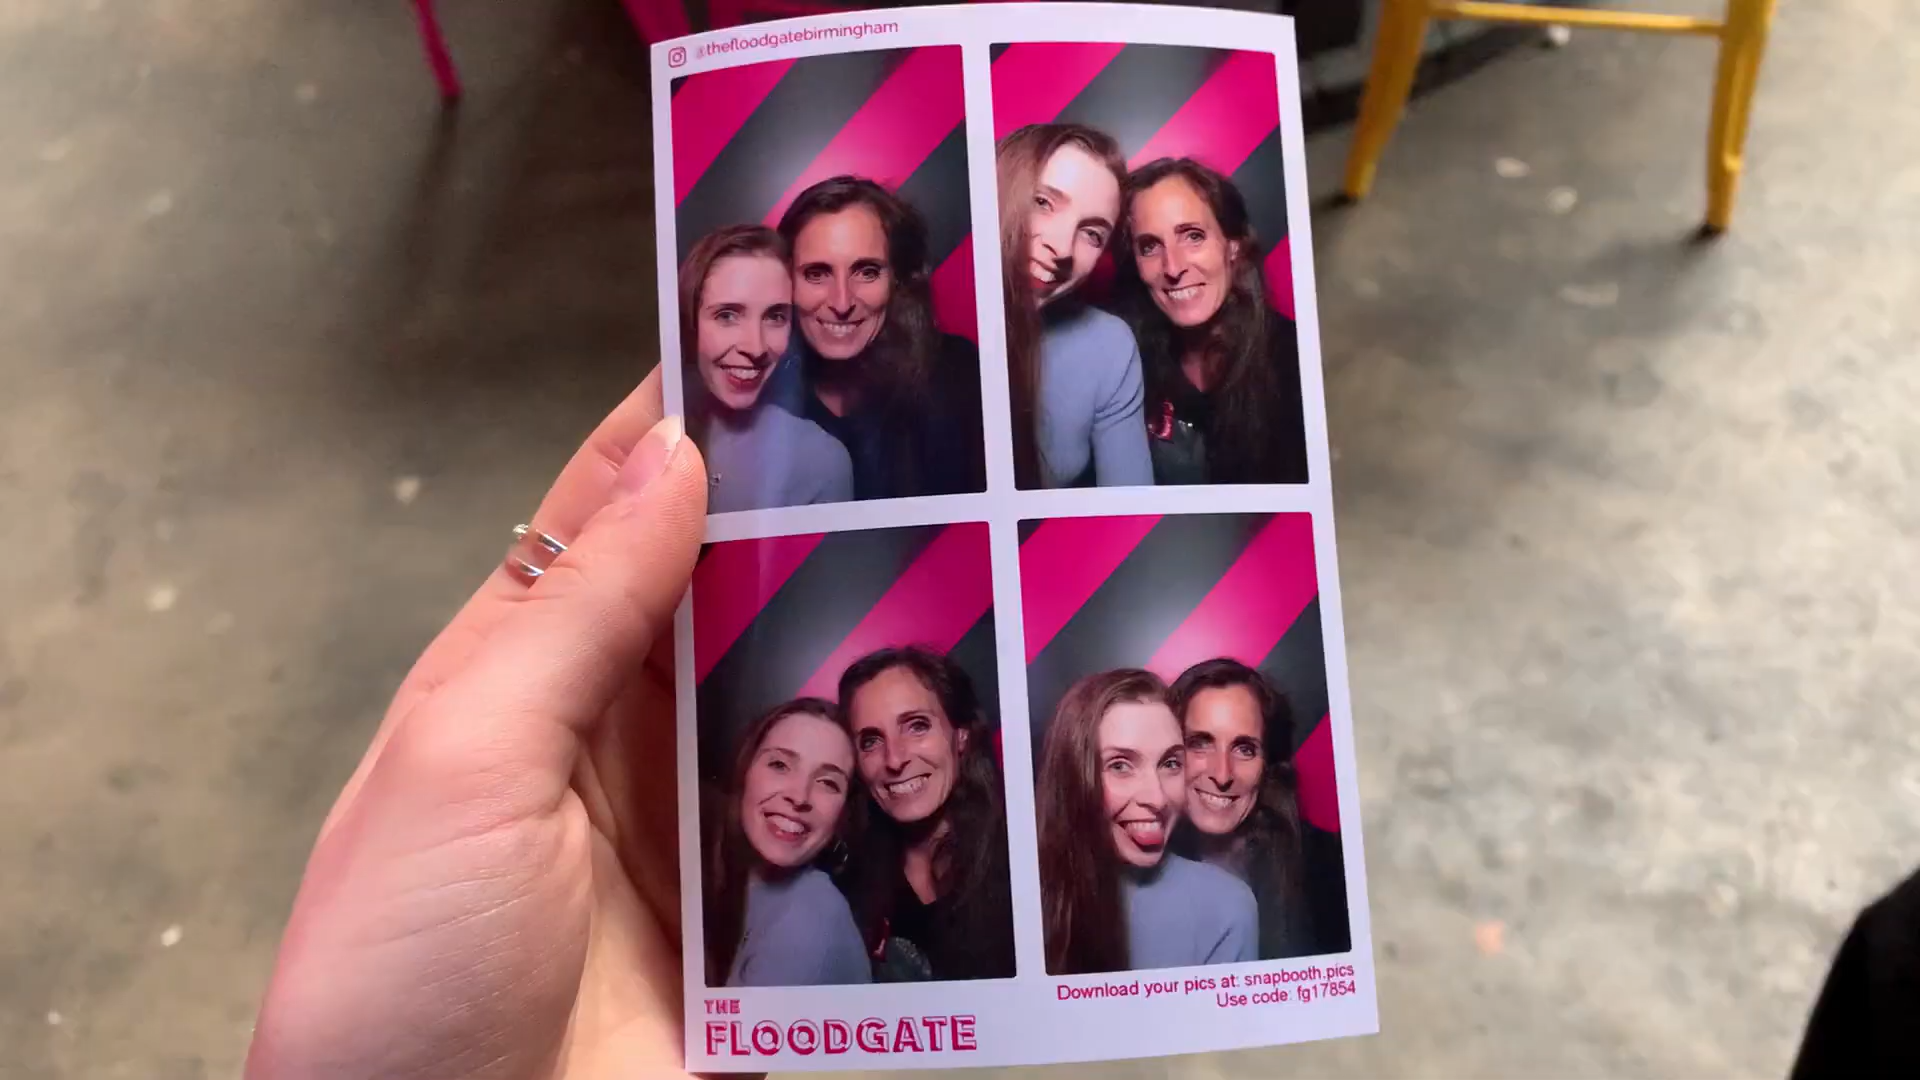 @thefloodgatebirmingham
Download your pics at: snapbooth.pics
Use code: fg17854
THE
FLOODGATE